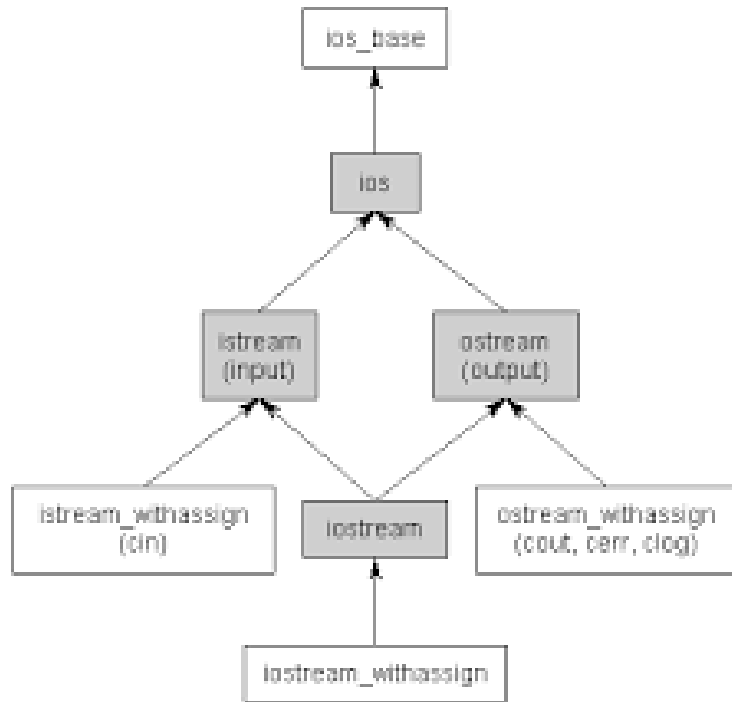 ios_base
ios
istream
(input)
ostream
(output)
istream_withassign
(cin)
iostream
ostream_withassign
(cout, cerr, clog)
iostream_withassign